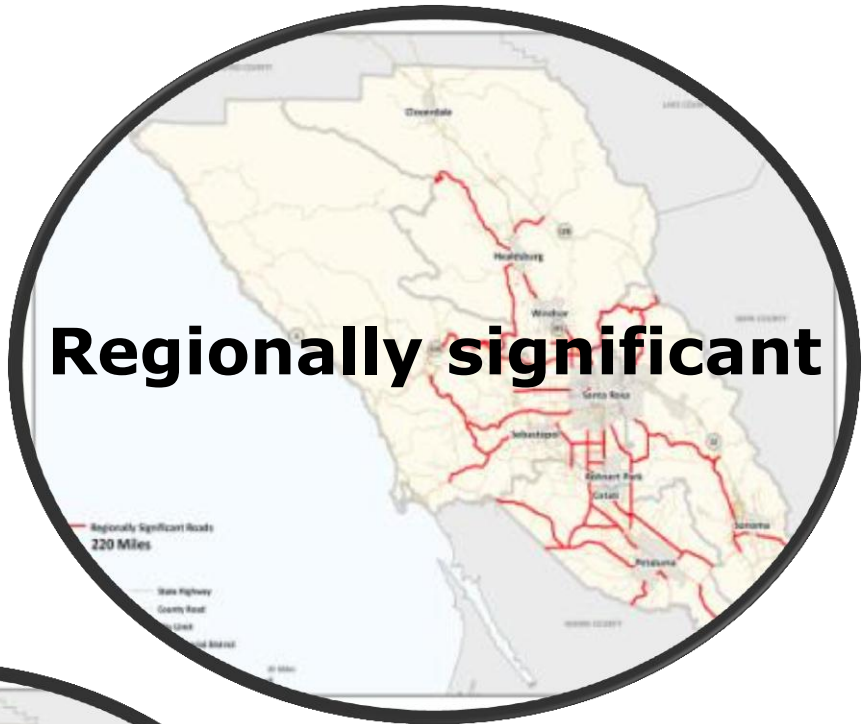 Cloverdale
Healdsburg
Windsor
Regionally significant
Santa Rosa
Sebastopol
Rohnert Park
Cotati
Sonoma
Petaluma
Regionally Significant Roads
220 Miles
State Highway
County Road